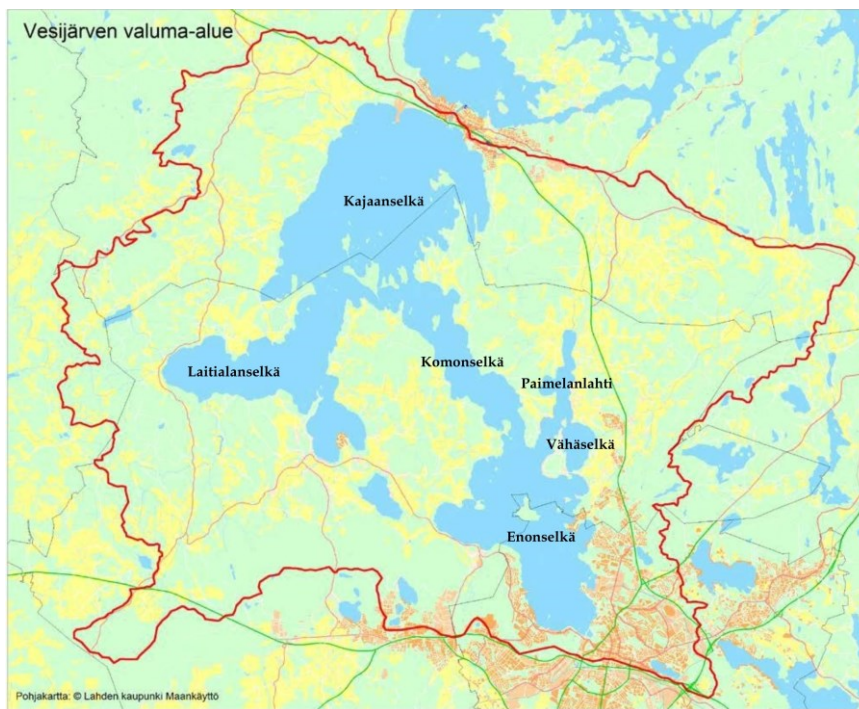 Vesijärven valuma-alue
Kajaanselkä
Komonselkä
Laitialanselkä
Paimelanlahti
Vähäselkä
Enonselkä
Pohjakartta: © Lahden kaupunki Maankäyttö